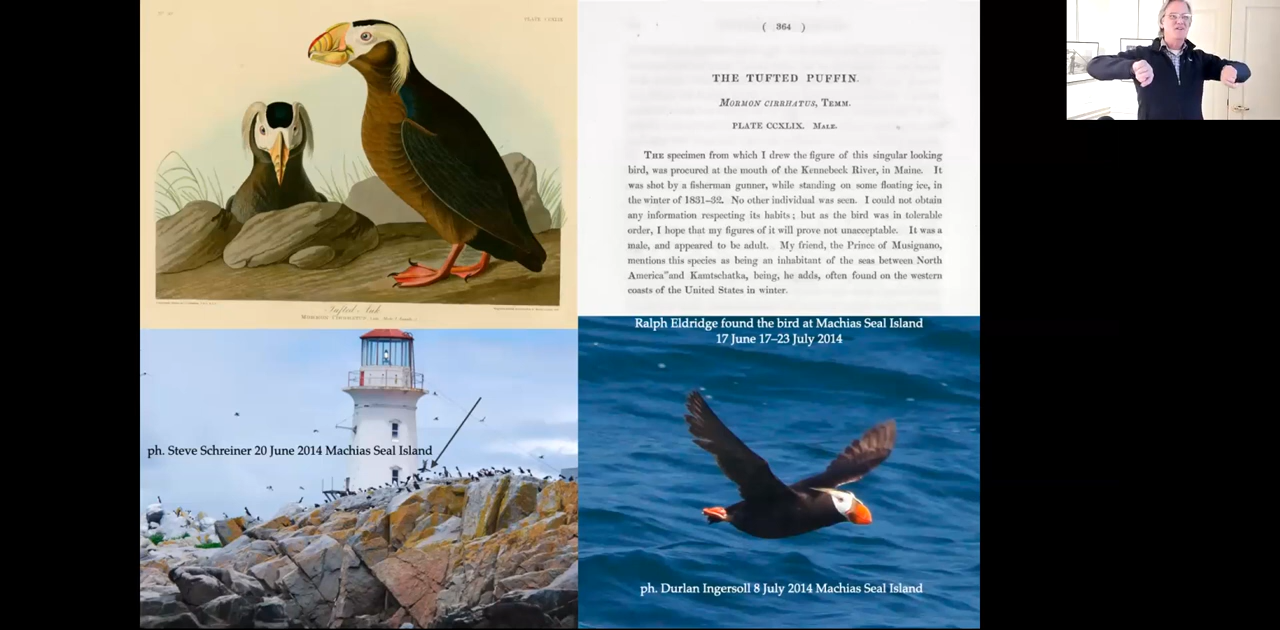 PLATE CCXLIX
Tufted Auk
MORMON CIRRHATUS
( 364 )
THE TUFTED PUFFIN.
MORMON CIRRHATUS, TEMM.
PLATE CCXLIX. MALE.
THE specimen from which I drew the figure of this singular looking
bird, was procured at the mouth of the Kennebeck River, in Maine. It
was shot by a fisherman gunner, while standing on some floating ice, in
the winter of 1831–32. No other individual was seen. I could not obtain
any information respecting its habits; but as the bird was in tolerable
order, I hope that my figures of it will prove not unacceptable. It was a
male, and appeared to be adult. My friend, the Prince of Musignano,
mentions this species as being an inhabitant of the seas between North
America and Kamtschatka, being, he adds, often found on the western
coasts of the United States in winter.
ph. Steve Schreiner 20 June 2014 Machias Seal Island
Ralph Eldridge found the bird at Machias Seal Island
17 June 17–23 July 2014
ph. Durlan Ingersoll 8 July 2014 Machias Seal Island